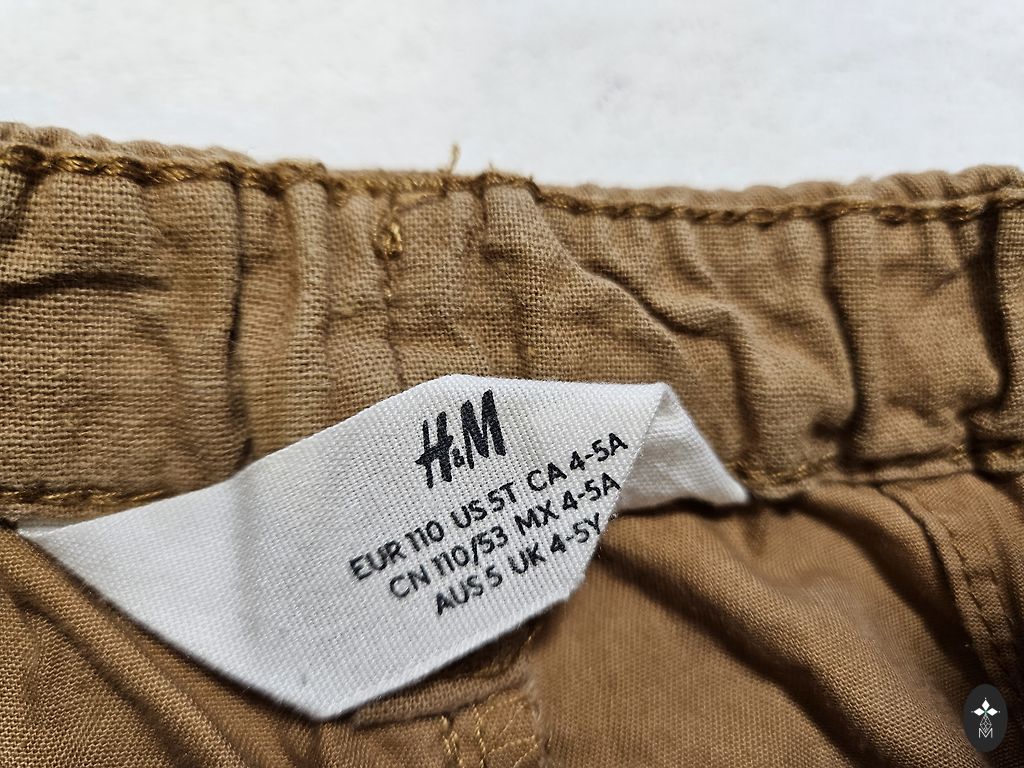 H&M
EUR 110 US 5T CA 4-5A
CN 110/53 MX 4-5A
AUS 5 UK 4-5Y
M